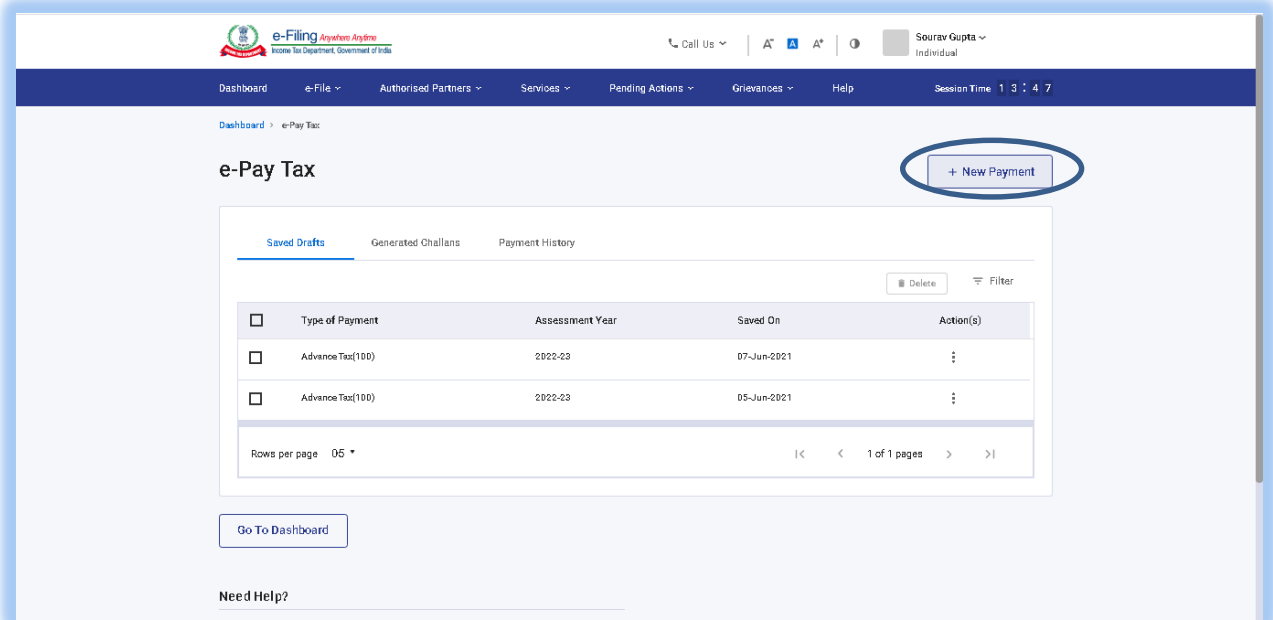 e-Filing Anywhere Anytime
Income Tax Department, Government of India
Call Us
A- A A+
Sourav Gupta
Individual
Dashboard e-File Authorised Partners Services Pending Actions Grievances Help Session Time 13:47
Dashboard > e-Pay Tax
e-Pay Tax
+ New Payment
Saved Drafts Generated Challans Payment History
Delete Filter
Type of Payment Assessment Year Saved On Action(s)
Advance Tax(100) 2022-23 07-Jun-2021
Advance Tax(100) 2022-23 05-Jun-2021
Rows per page 05 1 of 1 pages
Go To Dashboard
Need Help?